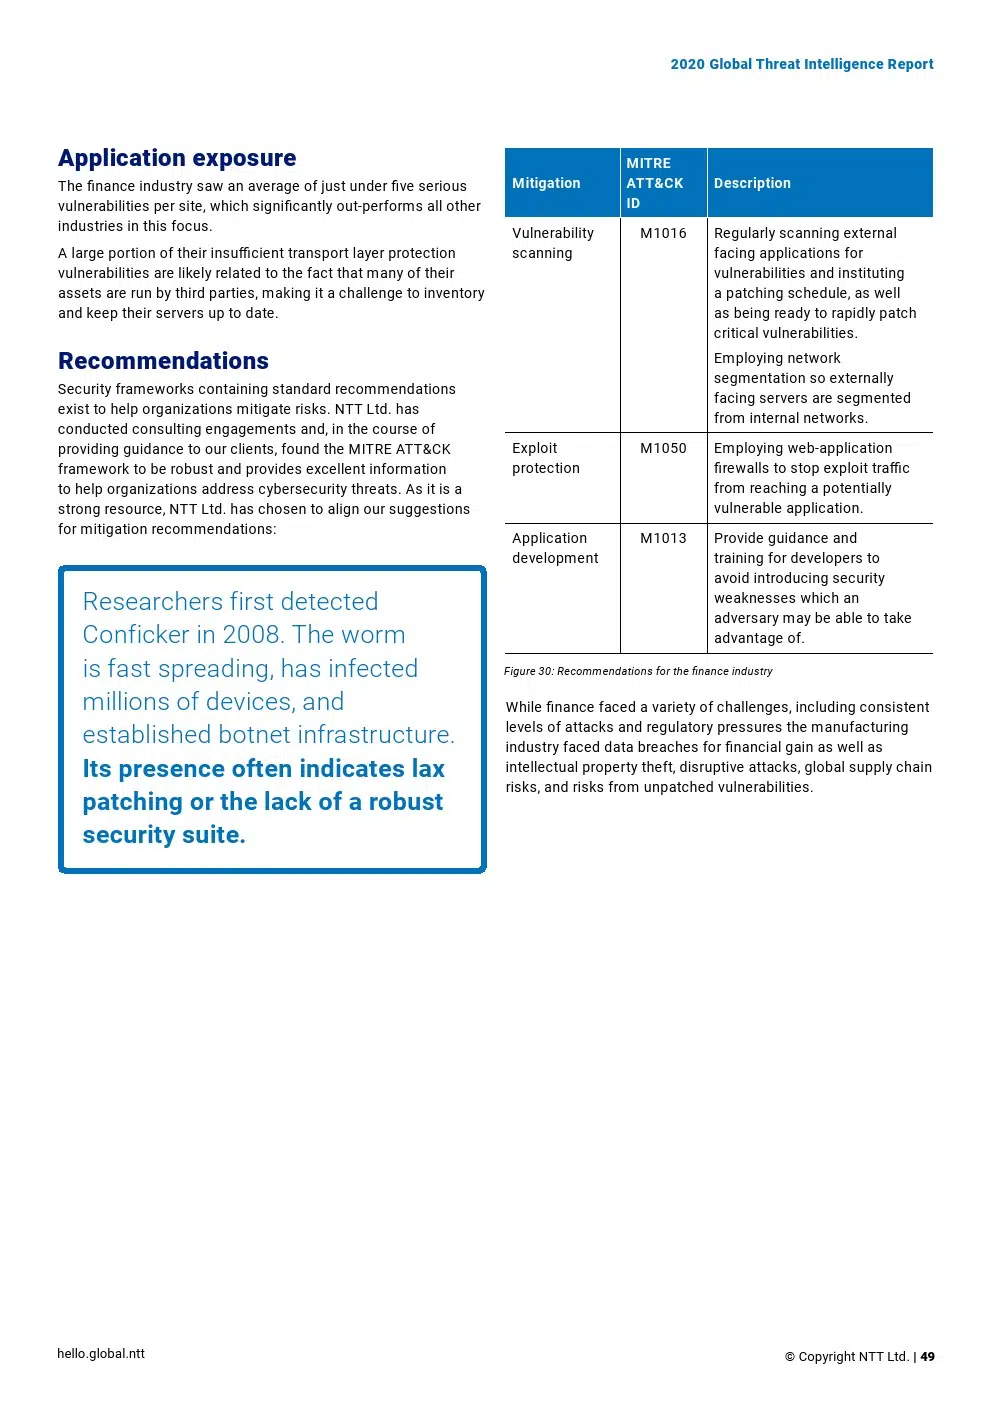 2020 Global Threat Intelligence Report
Application exposure
The finance industry saw an average of just under five serious
vulnerabilities per site, which significantly out-performs all other
industries in this focus.
A large portion of their insufficient transport layer protection
vulnerabilities are likely related to the fact that many of their
assets are run by third parties, making it a challenge to inventory
and keep their servers up to date.
Recommendations
Security frameworks containing standard recommendations
exist to help organizations mitigate risks. NTT Ltd. has
conducted consulting engagements and, in the course of
providing guidance to our clients, found the MITRE ATT&CK
framework to be robust and provides excellent information
to help organizations address cybersecurity threats. As it is a
strong resource, NTT Ltd. has chosen to align our suggestions
for mitigation recommendations:
Researchers first detected
Conficker in 2008. The worm
is fast spreading, has infected
millions of devices, and
established botnet infrastructure.
Its presence often indicates lax
patching or the lack of a robust
security suite.
Mitigation
MITRE
ATT&CK
ID
Description
Vulnerability
scanning
M1016
Regularly scanning external
facing applications for
vulnerabilities and instituting
a patching schedule, as well
as being ready to rapidly patch
critical vulnerabilities.
Employing network
segmentation so externally
facing servers are segmented
from internal networks.
Exploit
protection
M1050
Employing web-application
firewalls to stop exploit traffic
from reaching a potentially
vulnerable application.
Application
development
M1013
Provide guidance and
training for developers to
avoid introducing security
weaknesses which an
adversary may be able to take
advantage of.
Figure 30: Recommendations for the finance industry
While finance faced a variety of challenges, including consistent
levels of attacks and regulatory pressures the manufacturing
industry faced data breaches for financial gain as well as
intellectual property theft, disruptive attacks, global supply chain
risks, and risks from unpatched vulnerabilities.
hello.global.ntt
© Copyright NTT Ltd. | 49